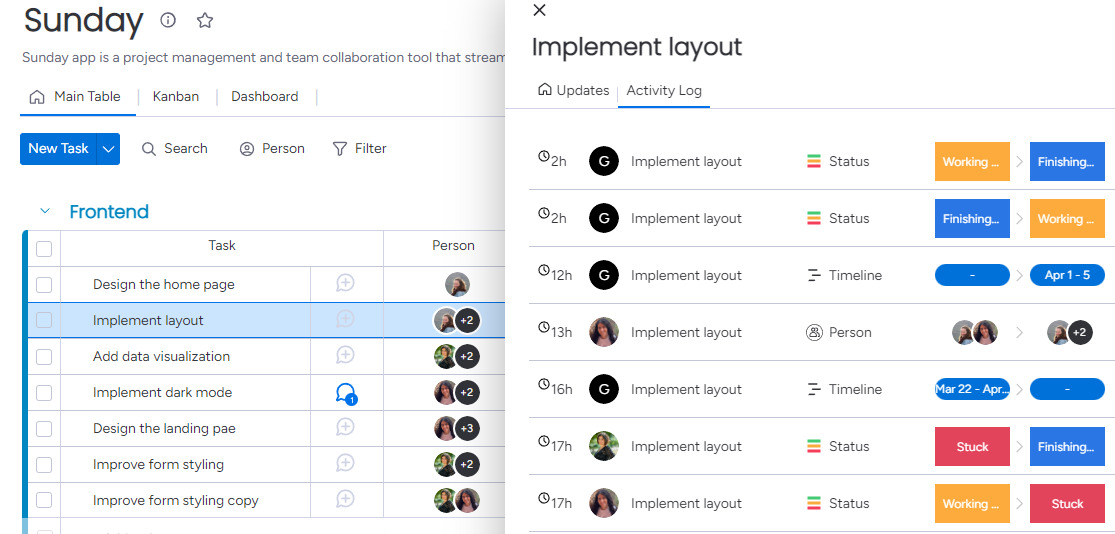 Sunday
Sunday app is a project management and team collaboration tool that stream
Main Table
Kanban
Dashboard
New Task
Search
Person
Filter
Frontend
Task
Person
Design the home page
Implement layout
+2
Add data visualization
+2
Implement dark mode
1
+2
Design the landing pae
+3
Improve form styling
+2
Improve form styling copy
Implement layout
Updates
Activity Log
2h G Implement layout Status Working ... Finishing...
2h G Implement layout Status Finishing... Working ...
12h G Implement layout Timeline - Apr 1 - 5
13h Implement layout Person +2
16h G Implement layout Timeline Mar 22 - Apr... -
17h Implement layout Status Stuck Finishing...
17h Implement layout Status Working ... Stuck